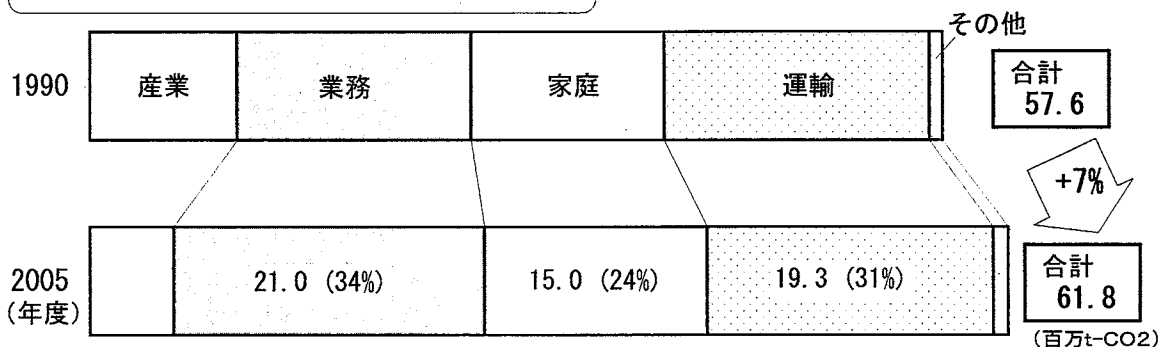 その他
1990
産業
業務
家庭
運輸
合計
57.6
+7%
2005
(年度)
21.0 (34%)
15.0 (24%)
19.3 (31%)
合計
61.8
(百万t-CO2)